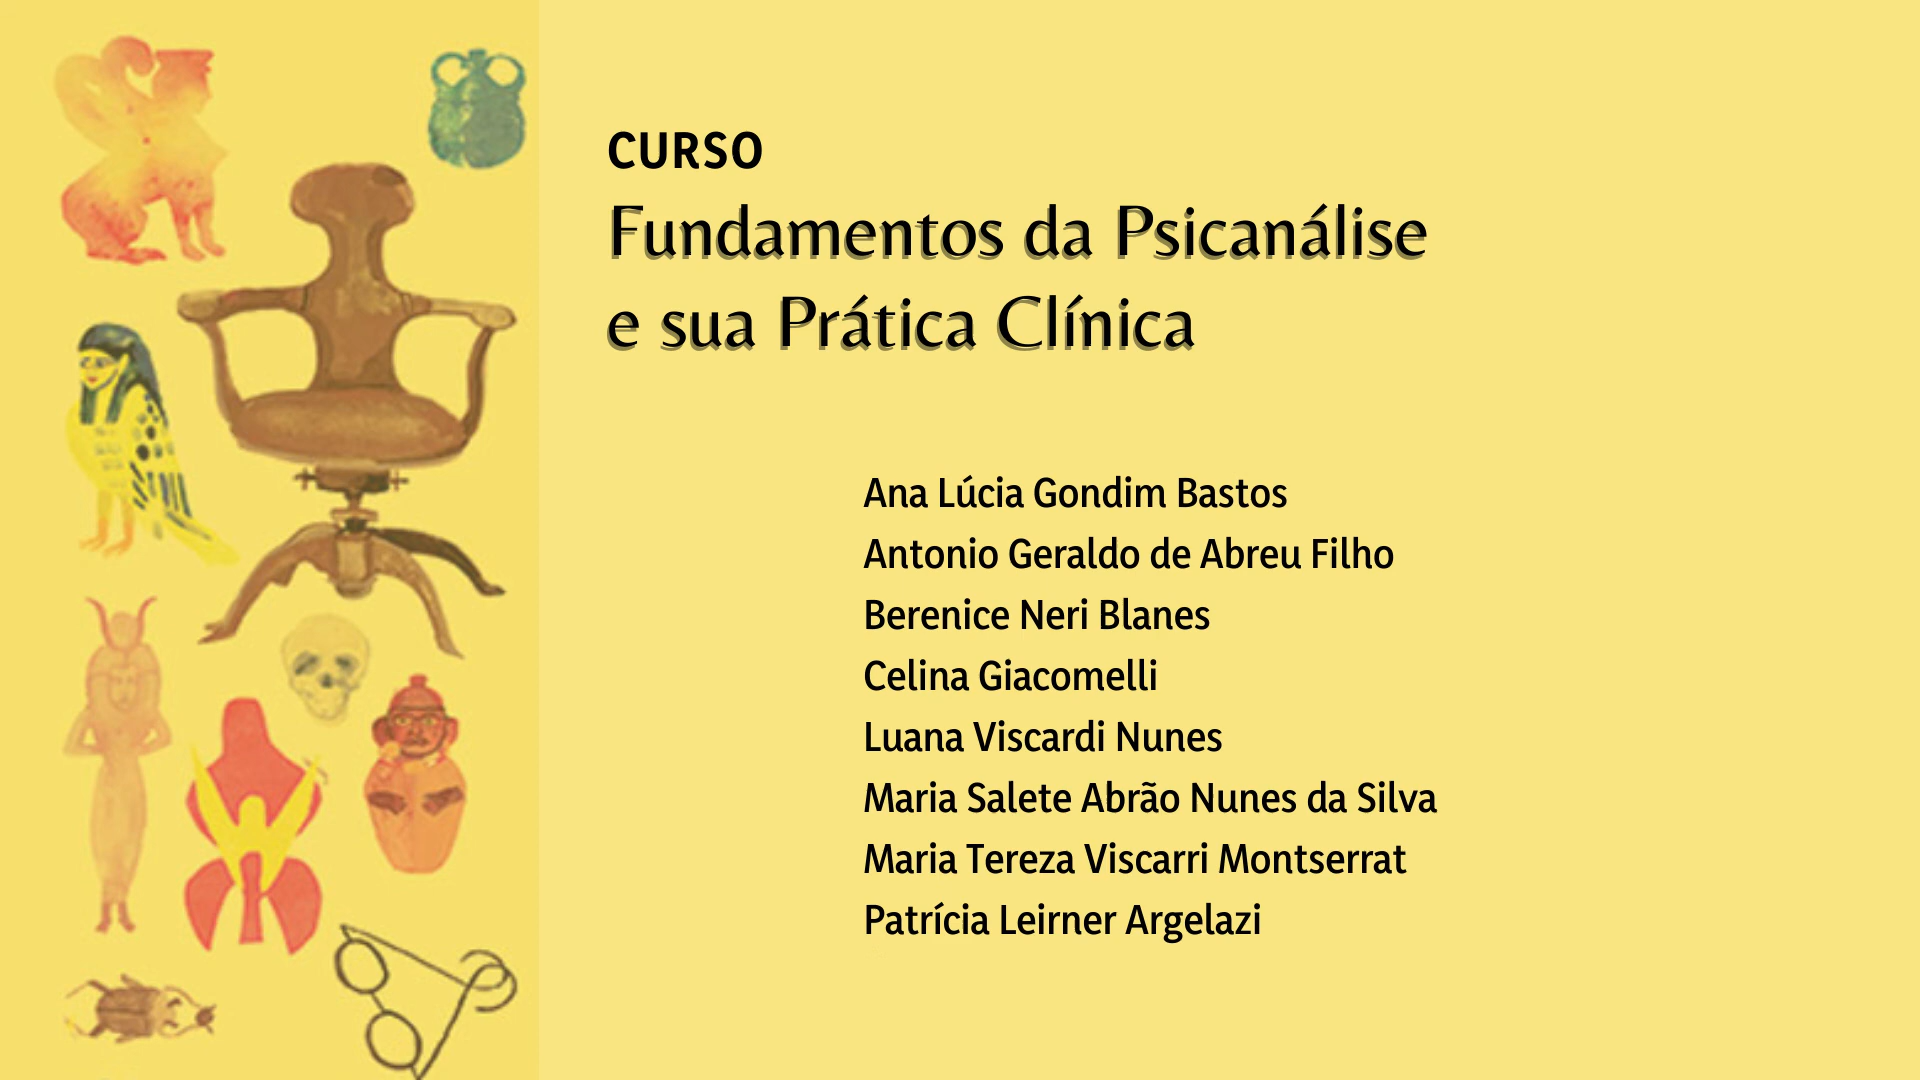 CURSO
Fundamentos da Psicanálise
e sua Prática Clínica
Ana Lúcia Gondim Bastos
Antonio Geraldo de Abreu Filho
Berenice Neri Blanes
Celina Giacomelli
Luana Viscardi Nunes
Maria Salete Abrão Nunes da Silva
Maria Tereza Viscarri Montserrat
Patrícia Leirner Argelazi